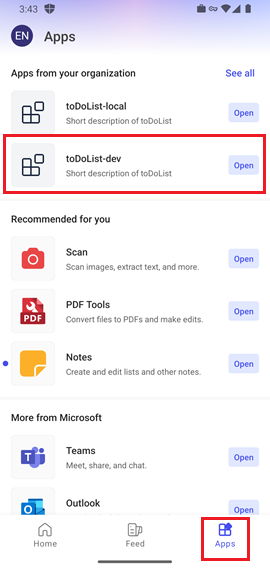 3:43
EN Apps
Apps from your organization See all
toDoList-local
Short description of toDoList
Open
toDoList-dev
Short description of toDoList
Open
Recommended for you
Scan
Scan images, extract text, and more.
Open
PDF
PDF Tools
Convert files to PDFs and make edits.
Open
Notes
Create and edit lists and other notes.
Open
More from Microsoft
Teams
Meet, share, and chat.
Open
Outlook
Open
Home Feed Apps